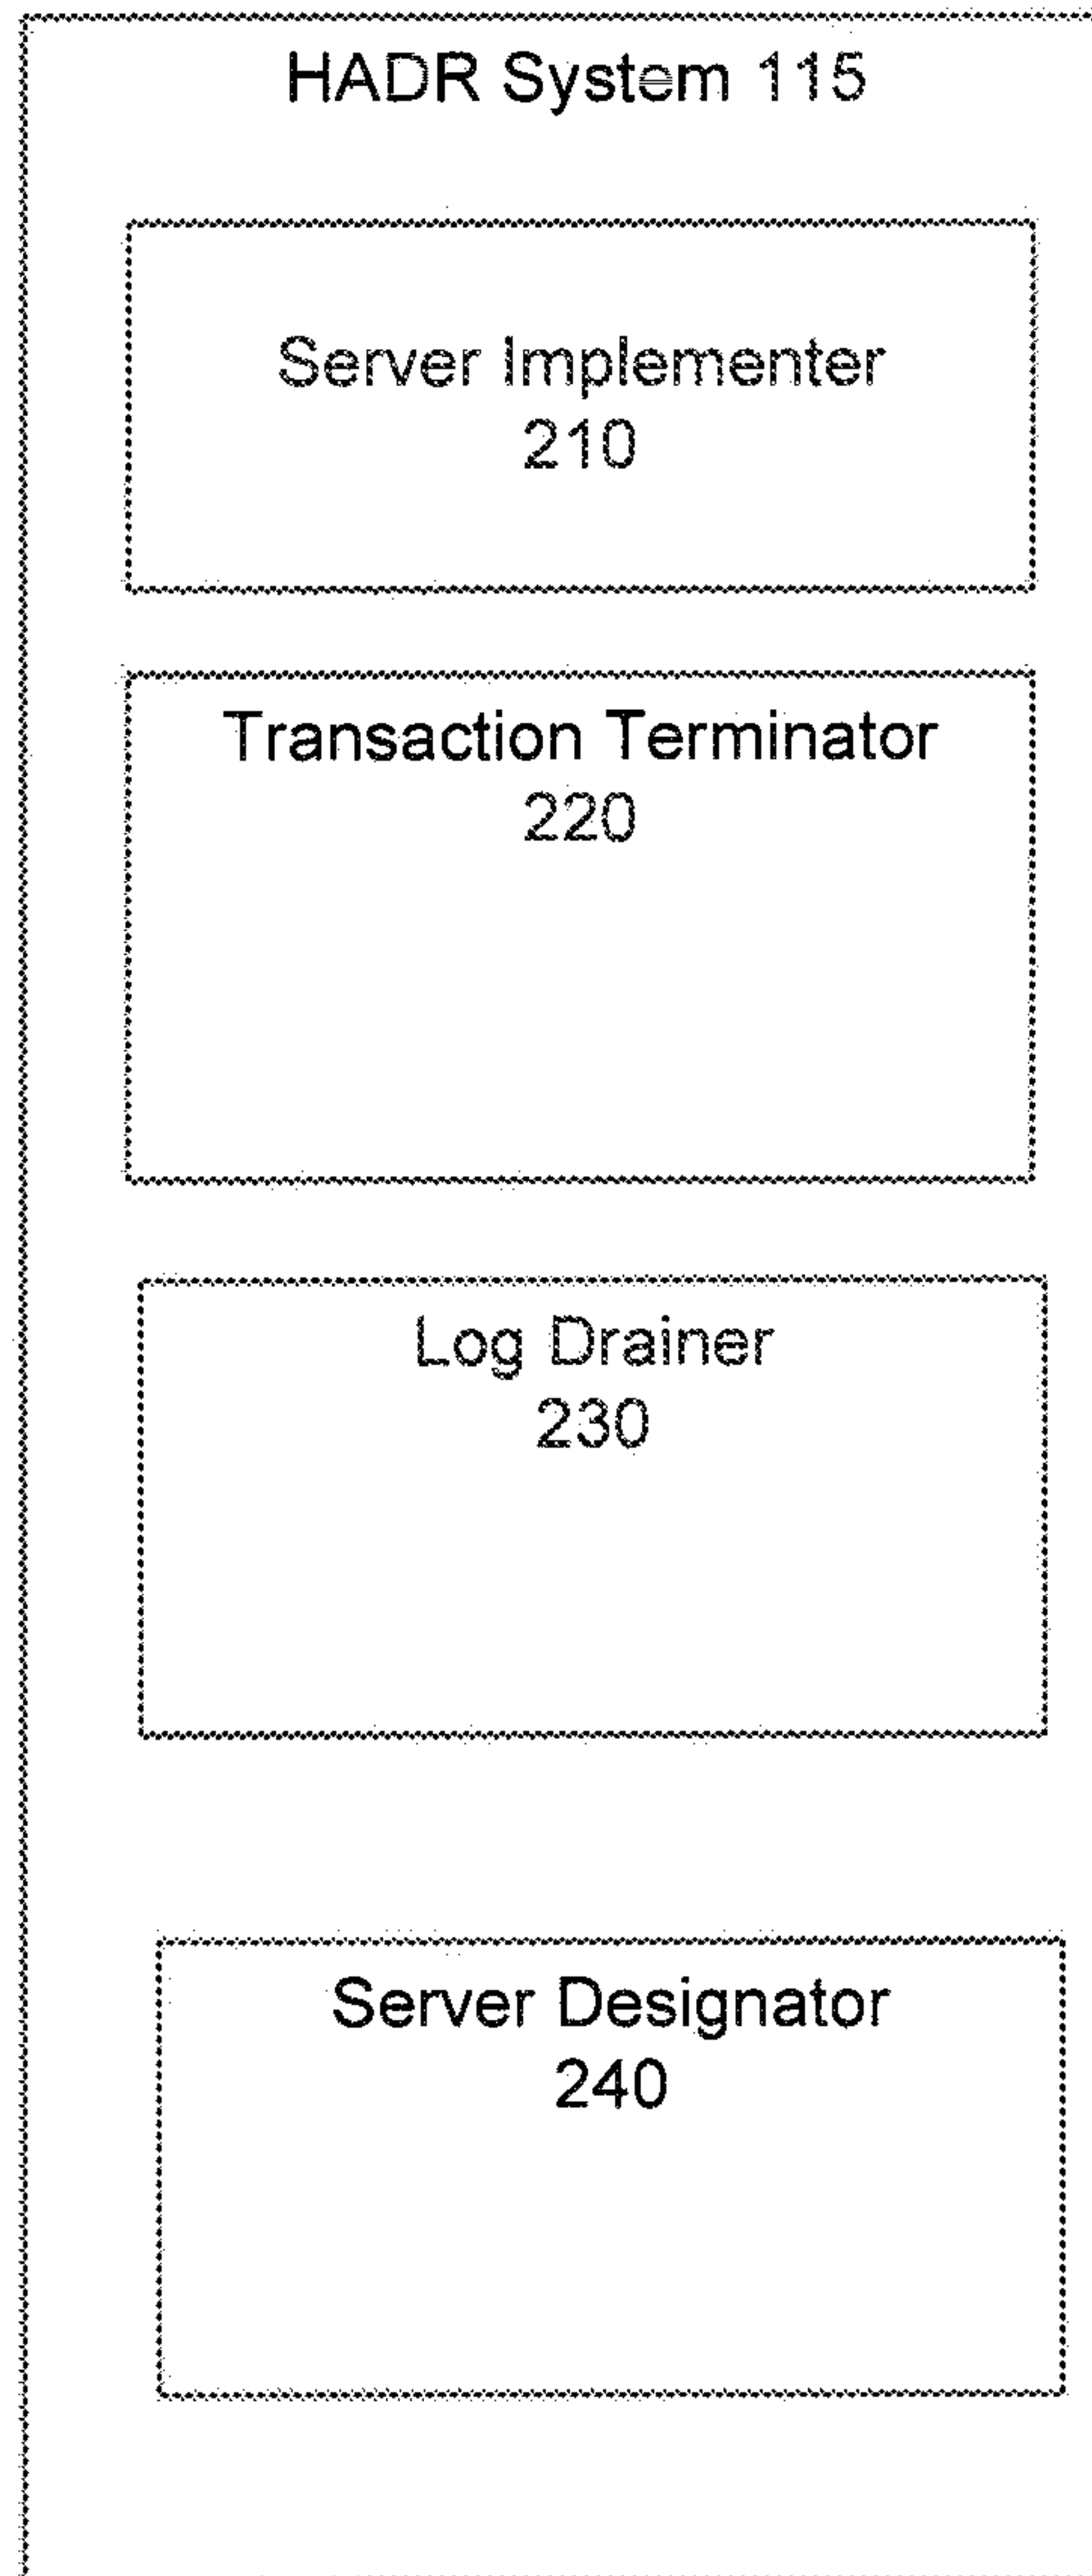 HADR System 115
Server Implementer
210
Transaction Terminator
220
Log Drainer
230
Server Designator
240